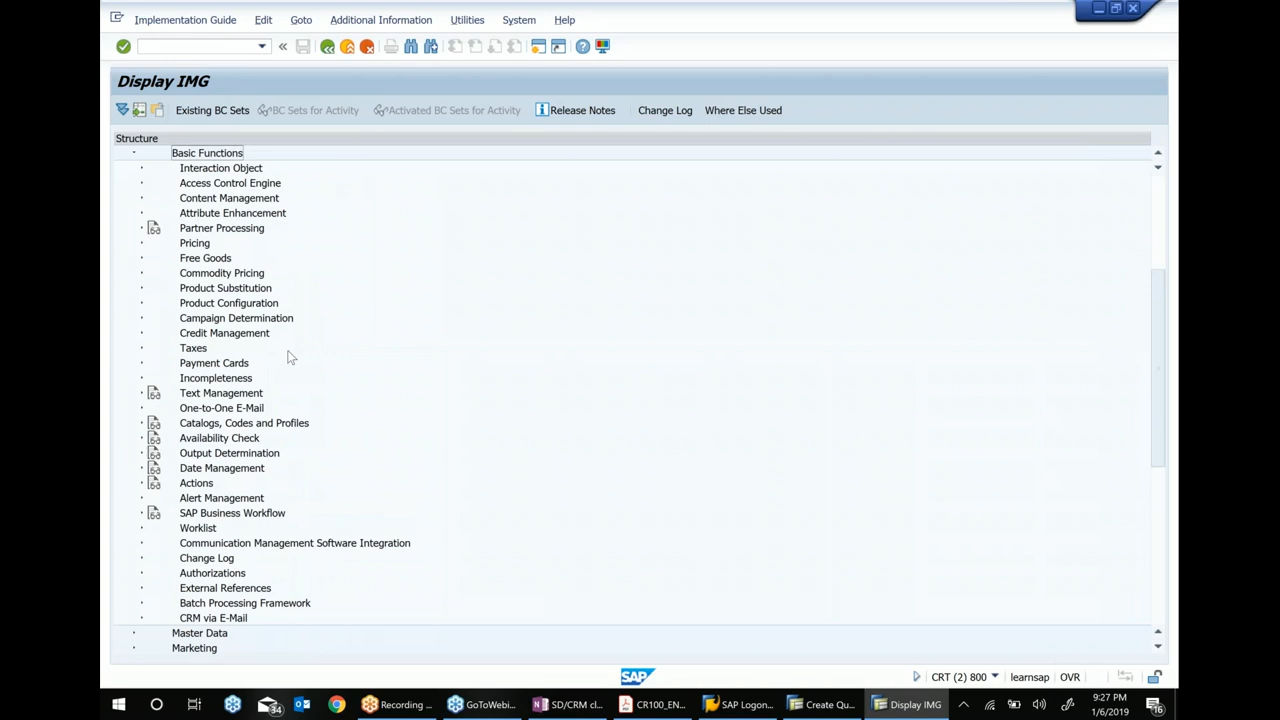 Implementation Guide Edit Goto Additional Information Utilities System Help
Display IMG
Existing BC Sets BC Sets for Activity Activated BC Sets for Activity Release Notes Change Log Where Else Used
Structure
Basic Functions
Interaction Object
Access Control Engine
Content Management
Attribute Enhancement
Partner Processing
Pricing
Free Goods
Commodity Pricing
Product Substitution
Product Configuration
Campaign Determination
Credit Management
Taxes
Payment Cards
Incompleteness
Text Management
One-to-One E-Mail
Catalogs, Codes and Profiles
Availability Check
Output Determination
Date Management
Actions
Alert Management
SAP Business Workflow
Worklist
Communication Management Software Integration
Change Log
Authorizations
External References
Batch Processing Framework
CRM via E-Mail
Master Data
Marketing
SAP CRT (2) 800 learnsap OVR
34 Recording ... GoToWebi... SD/CRM cl... CR100_EN... SAP Logon... Create Qu... Display IMG 9:27 PM
1/6/2019 16